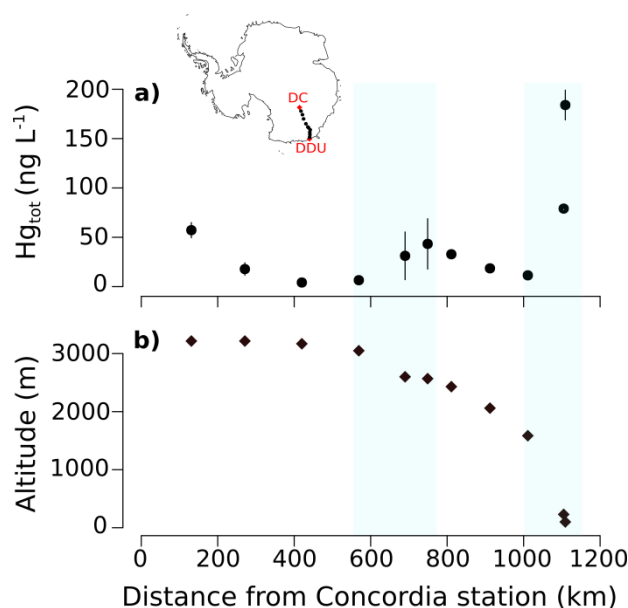 a)
DC
DDU
Hg_tot (ng L⁻¹)
200
150
100
50
0
b)
Altitude (m)
3000
2000
1000
0
0 200 400 600 800 1000 1200
Distance from Concordia station (km)